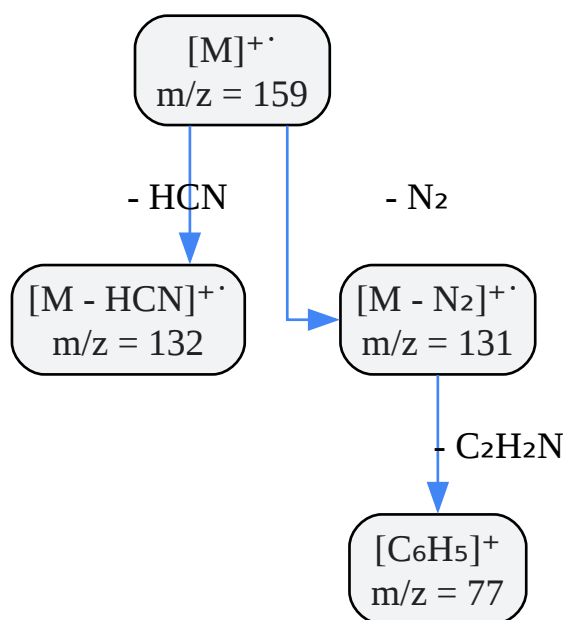 [M]⁺˙
m/z = 159
- HCN
- N₂
[M - HCN]⁺˙
m/z = 132
[M - N₂]⁺˙
m/z = 131
- C₂H₂N
[C₆H₅]⁺
m/z = 77